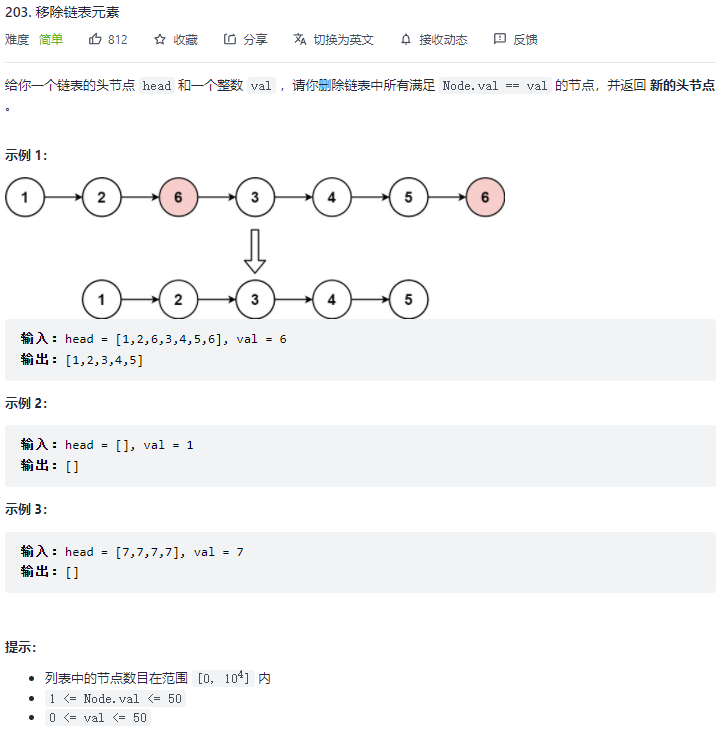 203. 移除链表元素
难度 简单 812 收藏 分享 切换为英文 接收动态 反馈
给你一个链表的头节点 head 和一个整数 val ，请你删除链表中所有满足 Node.val == val 的节点，并返回 新的头节点
。
示例 1：
1 2 6 3 4 5 6
1 2 3 4 5
输入：head = [1,2,6,3,4,5,6], val = 6
输出：[1,2,3,4,5]
示例 2：
输入：head = [], val = 1
输出：[]
示例 3：
输入：head = [7,7,7,7], val = 7
输出：[]
提示：
列表中的节点数目在范围 [0, 10⁴] 内
1 <= Node.val <= 50
0 <= val <= 50